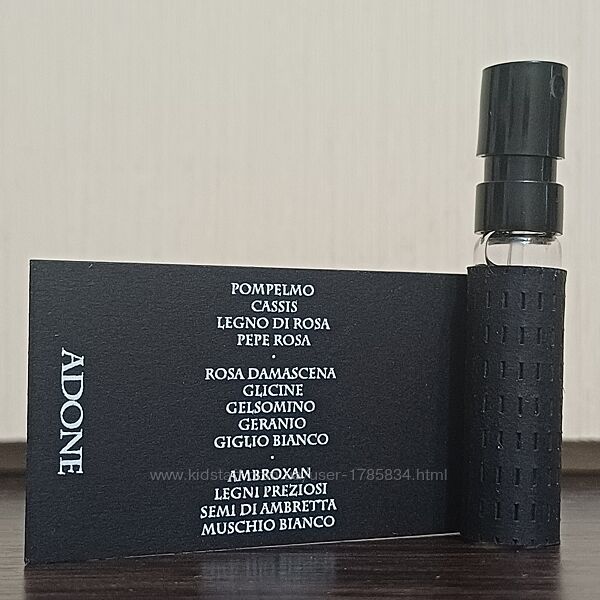 ADONE
POMPELMO
CASSIS
LEGNO DI ROSA
PEPE ROSA
ROSA DAMASCENA
GLICINE
GELSOMINO
GERANIO
GIGLIO BIANCO
AMBROXAN
LEGNI PREZIOSI
SEMI DI AMBRETTA
MUSCHIO BIANCO